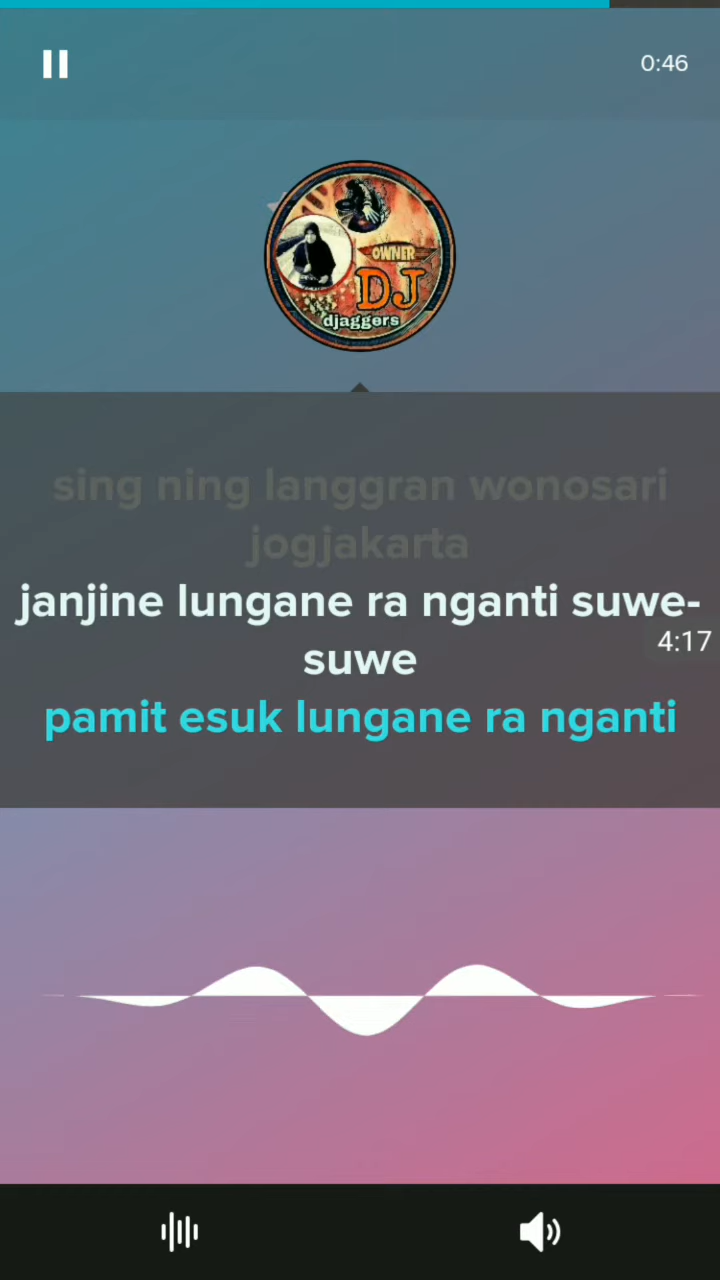 0:46
OWNER
DJ
djaggers
sing ning langgran wonosari
jogjakarta
janjine lungane ra nganti suwe-
suwe
4:17
pamit esuk lungane ra nganti